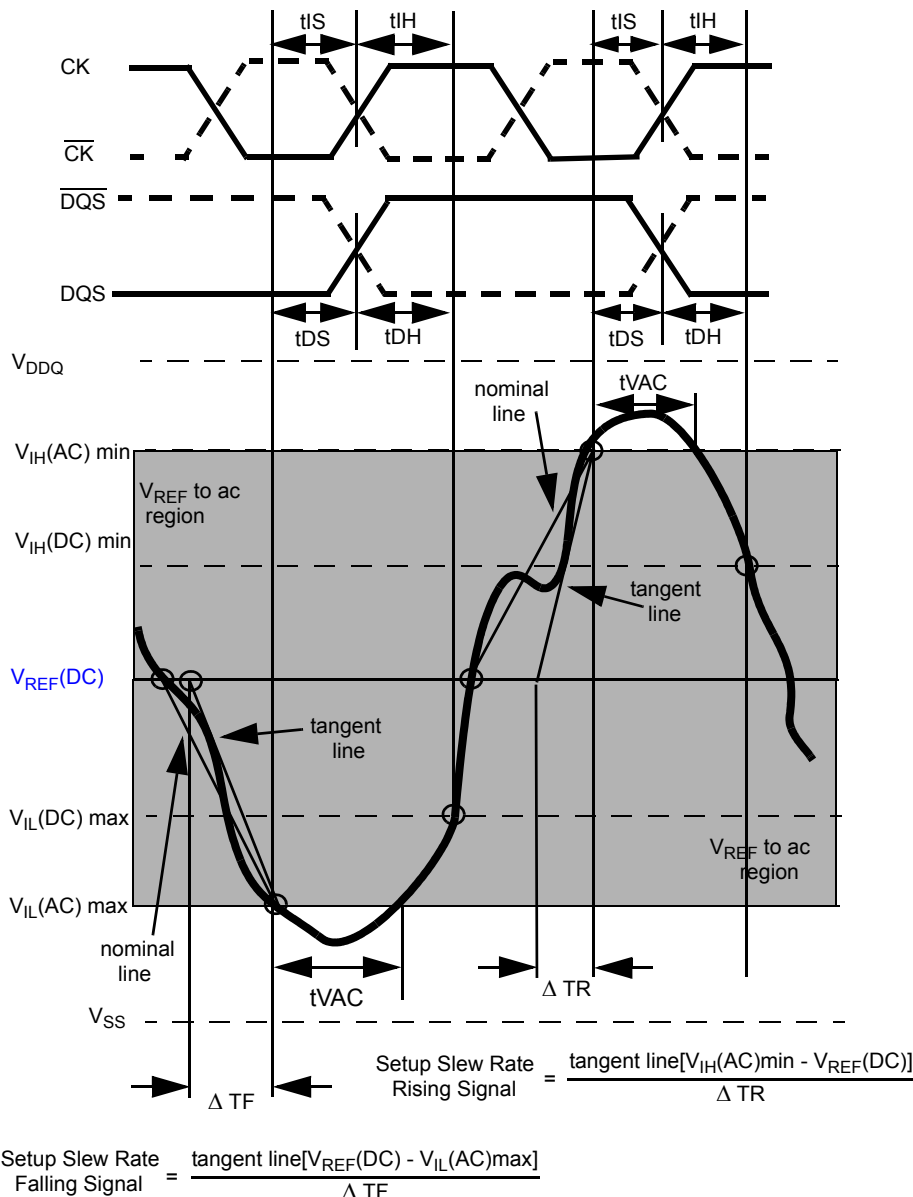 tIS tIH tIS tIH
CK
C̅K̅
D̅Q̅S̅
DQS
tDS tDH tDS tDH
VDDQ
nominal
line
tVAC
VIH(AC) min
VREF to ac
region
VIH(DC) min
tangent
line
VREF(DC)
tangent
line
VIL(DC) max
VREF to ac
region
VIL(AC) max
nominal
line
tVAC
Δ TR
VSS
Δ TF
Setup Slew Rate
Rising Signal
=
tangent line[VIH(AC)min - VREF(DC)]
Δ TR
Setup Slew Rate
Falling Signal
=
tangent line[VREF(DC) - VIL(AC)max]
Δ TF